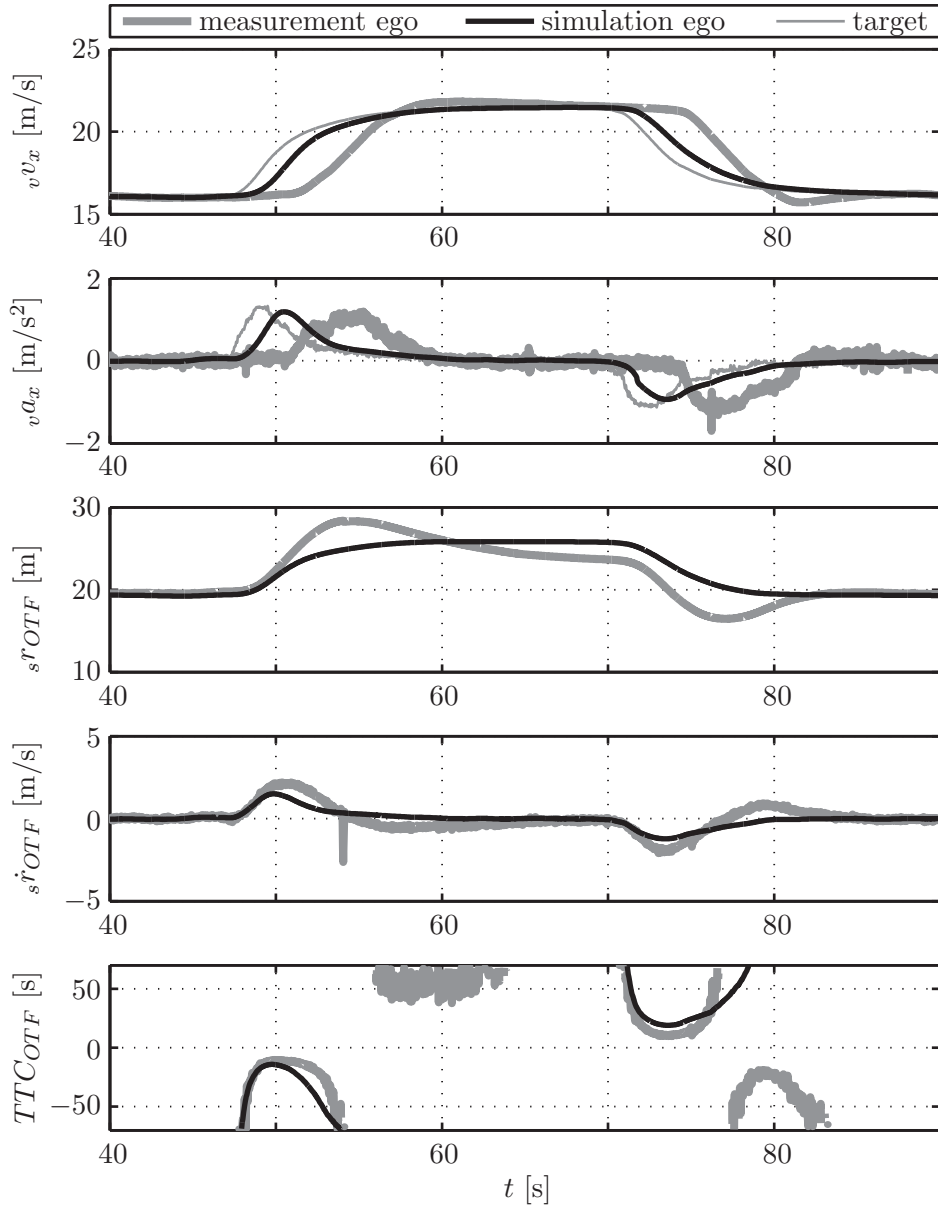 measurement ego simulation ego target
25
20
15
40 60 80
vvx [m/s]
2
0
−2
40 60 80
vax [m/s²]
30
20
10
40 60 80
srOTF [m]
5
0
−5
40 60 80
sṙOTF [m/s]
50
0
−50
40 60 80
TTCOTF [s]
t [s]